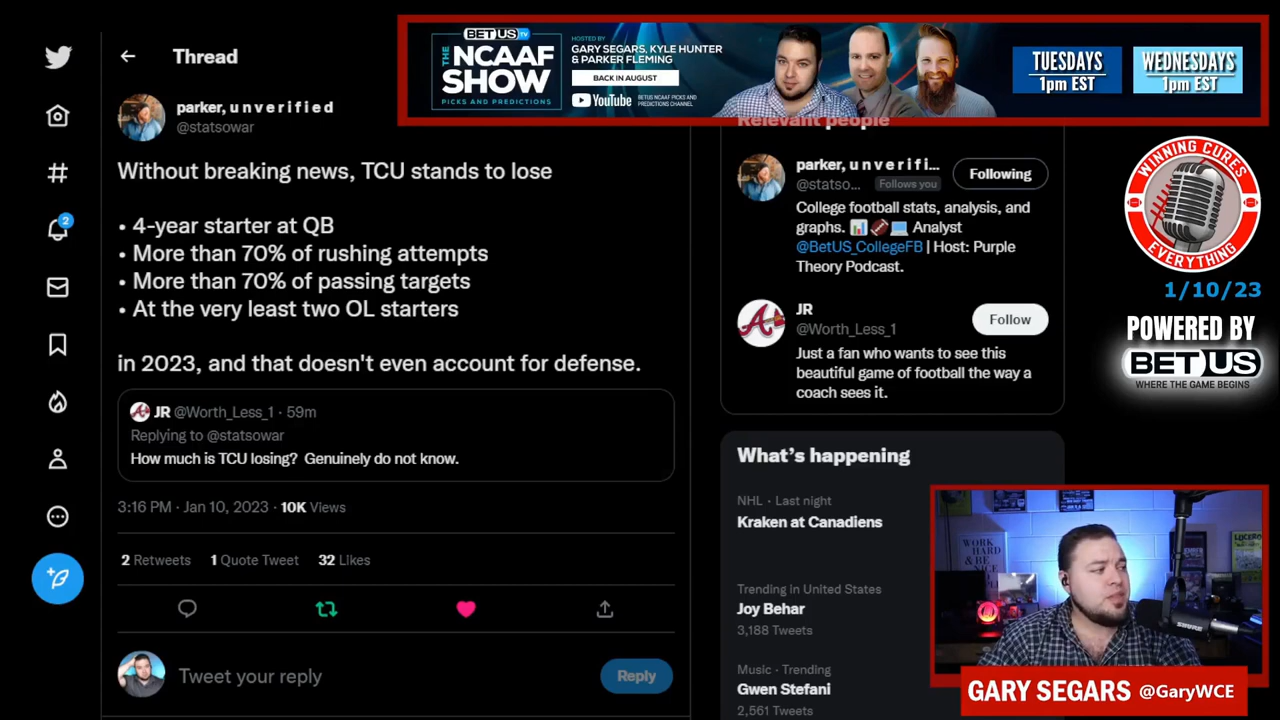 Thread
parker, u n v e r i f i e d
@statsowar
Without breaking news, TCU stands to lose
• 4-year starter at QB
• More than 70% of rushing attempts
• More than 70% of passing targets
• At the very least two OL starters
in 2023, and that doesn't even account for defense.
JR @Worth_Less_1 · 59m
Replying to @statsowar
How much is TCU losing? Genuinely do not know.
3:16 PM · Jan 10, 2023 · 10K Views
2 Retweets 1 Quote Tweet 32 Likes
Tweet your reply
Reply
2
BETUS TV
THE NCAAF SHOW
PICKS AND PREDICTIONS
HOSTED BY
GARY SEGARS, KYLE HUNTER
& PARKER FLEMING
BACK IN AUGUST
YouTube BETUS NCAAF PICKS AND
PREDICTIONS CHANNEL
TUESDAYS
1pm EST
WEDNESDAYS
1pm EST
Relevant people
parker, u n v e r i f i...
@statso... Follows you
Following
College football stats, analysis, and
graphs. 📊🏈💻 Analyst
@BetUS_CollegeFB | Host: Purple
Theory Podcast.
JR
@Worth_Less_1
Follow
Just a fan who wants to see this
beautiful game of football the way a
coach sees it.
What's happening
NHL · Last night
Kraken at Canadiens
Trending in United States
Joy Behar
3,188 Tweets
Music · Trending
Gwen Stefani
2,561 Tweets
WINNING CURES
EVERYTHING
1/10/23
POWERED BY
BETUS
WHERE THE GAME BEGINS
WORK
HARD
& BE
SHURE
GARY SEGARS @GaryWCE